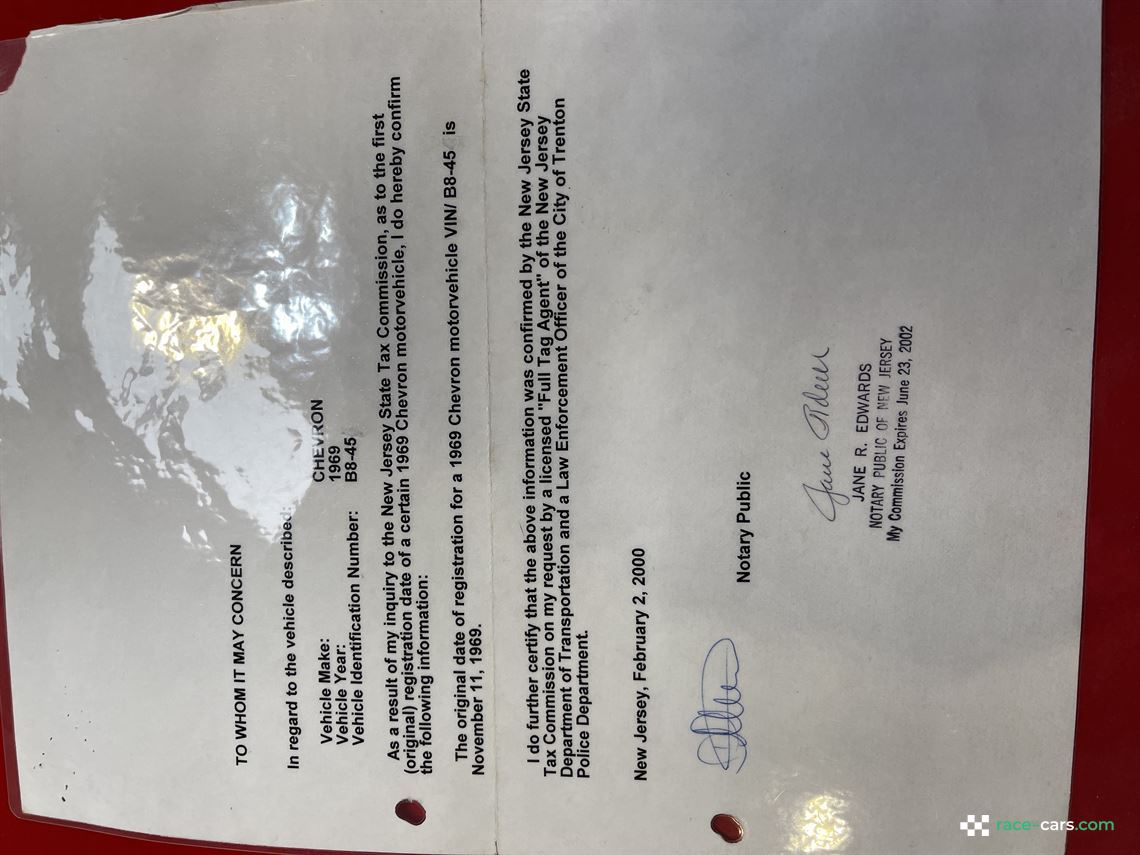 TO WHOM IT MAY CONCERN
In regard to the vehicle described:
Vehicle Make: CHEVRON
Vehicle Year: 1969
Vehicle Identification Number: B8-45
As a result of my inquiry to the New Jersey State Tax Commission, as to the first
(original) registration date of a certain 1969 Chevron motorvehicle, I do hereby confirm
the following information:
The original date of registration for a 1969 Chevron motorvehicle VIN/ B8-45 is
November 11, 1969.
I do further certify that the above information was confirmed by the New Jersey State
Tax Commission on my request by a licensed "Full Tag Agent" of the New Jersey
Department of Transportation and a Law Enforcement Officer of the City of Trenton
Police Department.
New Jersey, February 2, 2000
Notary Public
Jane
JANE R. EDWARDS
NOTARY PUBLIC OF NEW JERSEY
My Commission Expires June 23, 2002
race-cars.com